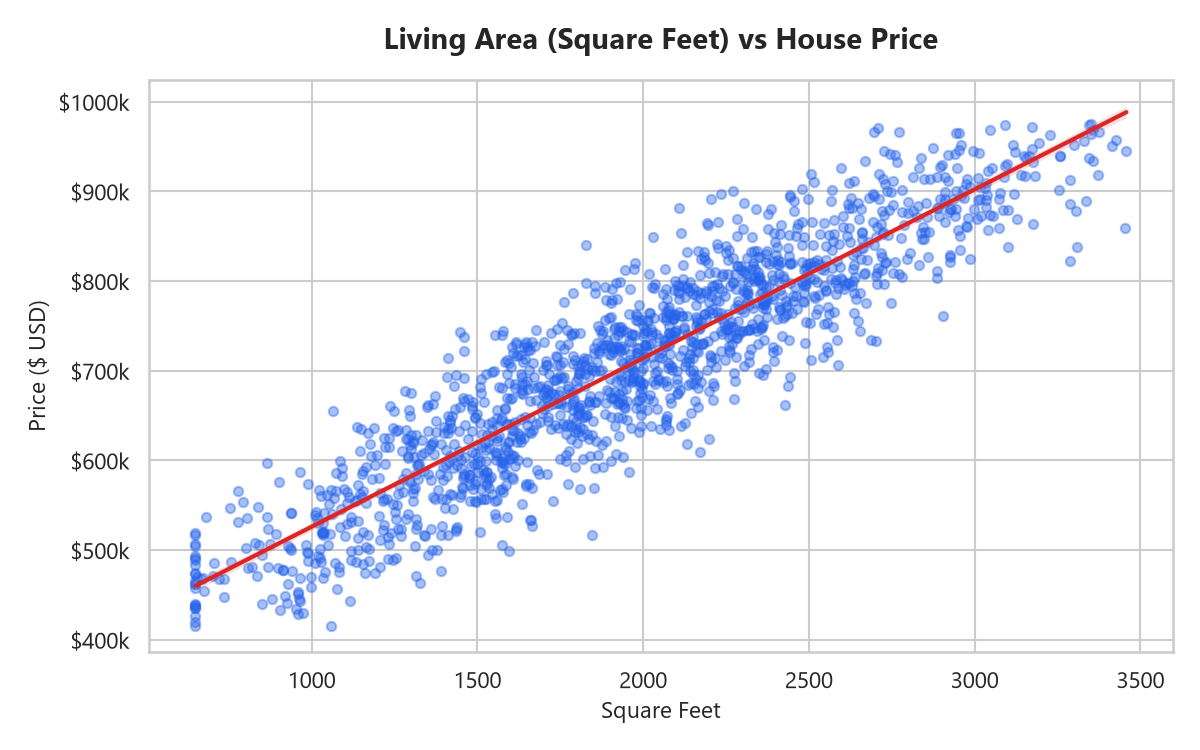 Living Area (Square Feet) vs House Price
$1000k
$900k
$800k
$700k
$600k
$500k
$400k
Price ($ USD)
1000
1500
2000
2500
3000
3500
Square Feet